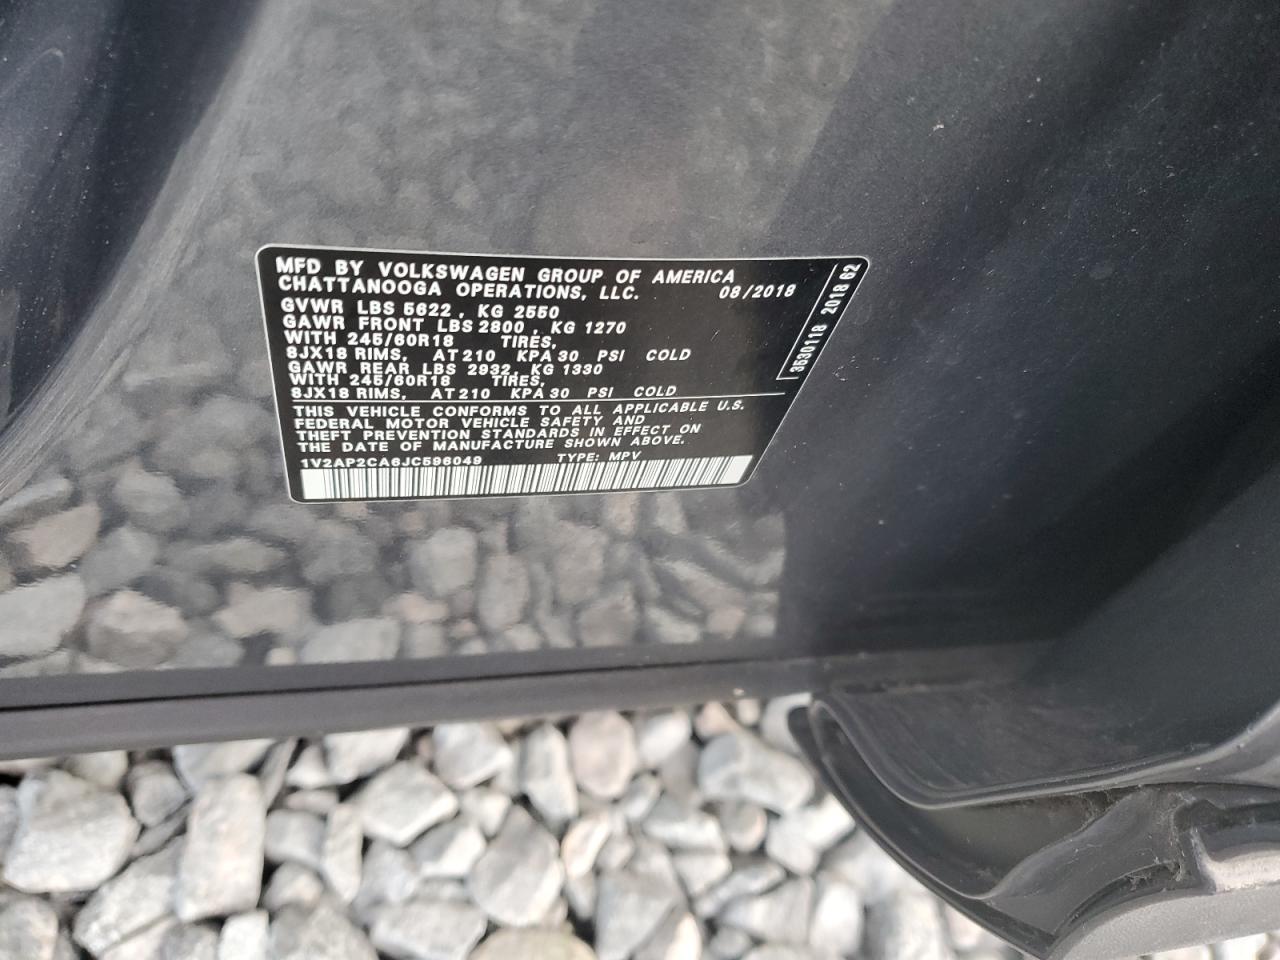 MFD BY VOLKSWAGEN GROUP OF AMERICA
CHATTANOOGA OPERATIONS, LLC. 08/2018
GVWR LBS 5622 , KG 2550
GAWR FRONT LBS 2800 , KG 1270
WITH 245/60R18 TIRES,
8JX18 RIMS, AT 210 KPA 30 PSI COLD
GAWR REAR LBS 2932, KG 1330
WITH 245/60R18 TIRES,
8JX18 RIMS, AT 210 KPA 30 PSI COLD
THIS VEHICLE CONFORMS TO ALL APPLICABLE U.S.
FEDERAL MOTOR VEHICLE SAFETY AND
THEFT PREVENTION STANDARDS IN EFFECT ON
THE DATE OF MANUFACTURE SHOWN ABOVE.
1V2AP2CA6JC596049 TYPE: MPV
3530118 2018 62